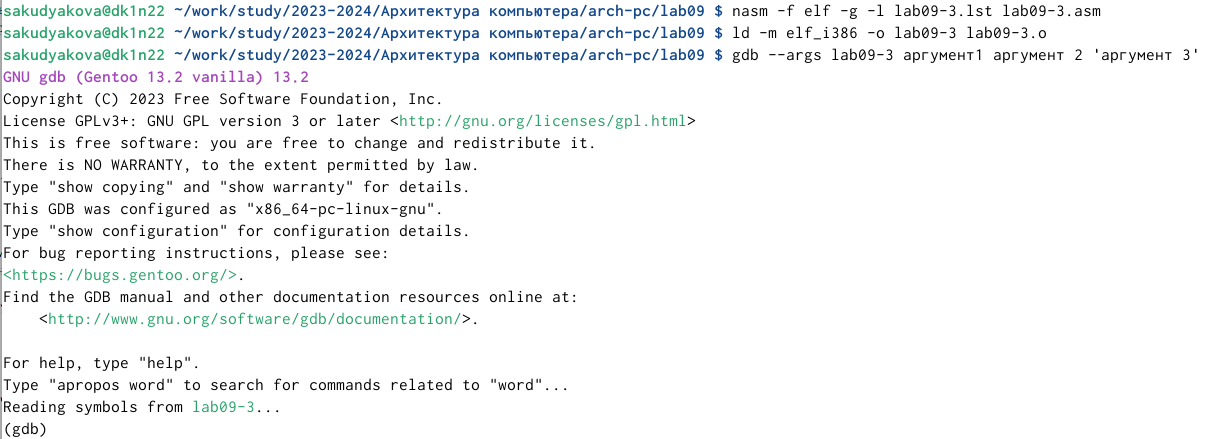 sakudyakova@dk1n22 ~/work/study/2023-2024/Архитектура компьютера/arch-pc/lab09 $ nasm -f elf -g -l lab09-3.lst lab09-3.asm
sakudyakova@dk1n22 ~/work/study/2023-2024/Архитектура компьютера/arch-pc/lab09 $ ld -m elf_i386 -o lab09-3 lab09-3.o
sakudyakova@dk1n22 ~/work/study/2023-2024/Архитектура компьютера/arch-pc/lab09 $ gdb --args lab09-3 аргумент1 аргумент 2 'аргумент 3'
GNU gdb (Gentoo 13.2 vanilla) 13.2
Copyright (C) 2023 Free Software Foundation, Inc.
License GPLv3+: GNU GPL version 3 or later <http://gnu.org/licenses/gpl.html>
This is free software: you are free to change and redistribute it.
There is NO WARRANTY, to the extent permitted by law.
Type "show copying" and "show warranty" for details.
This GDB was configured as "x86_64-pc-linux-gnu".
Type "show configuration" for configuration details.
For bug reporting instructions, please see:
<https://bugs.gentoo.org/>.
Find the GDB manual and other documentation resources online at:
    <http://www.gnu.org/software/gdb/documentation/>.

For help, type "help".
Type "apropos word" to search for commands related to "word"...
Reading symbols from lab09-3...
(gdb)